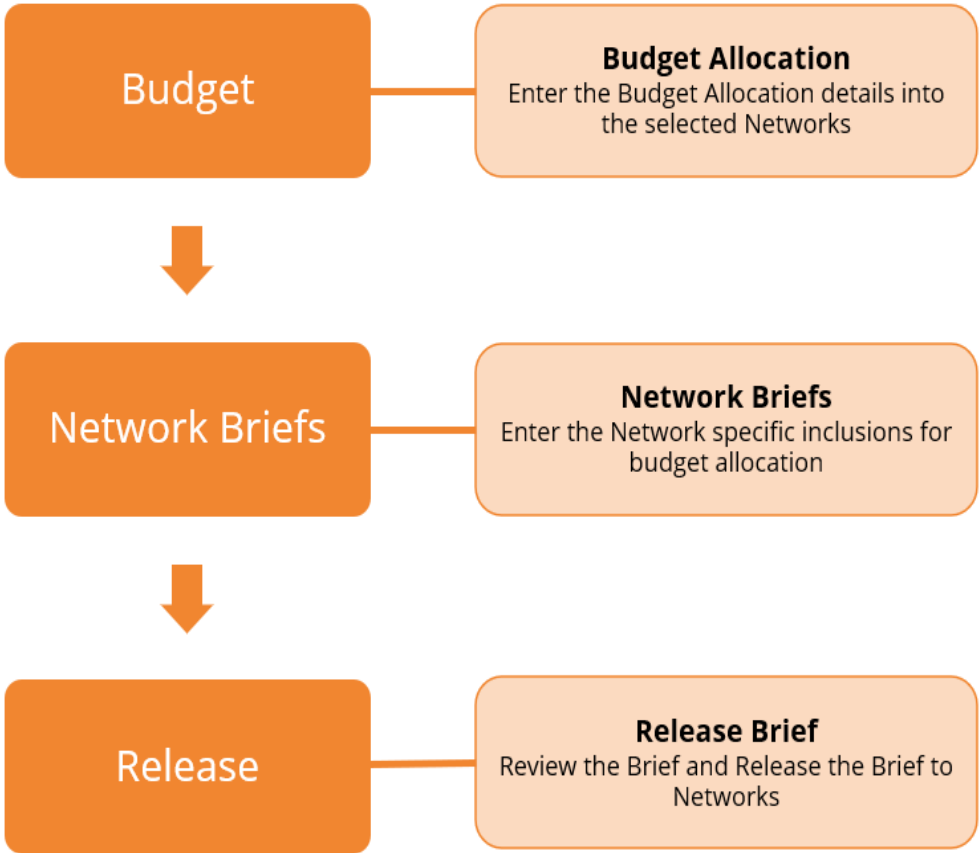 Budget
Budget Allocation
Enter the Budget Allocation details into
the selected Networks
Network Briefs
Network Briefs
Enter the Network specific inclusions for
budget allocation
Release
Release Brief
Review the Brief and Release the Brief to
Networks